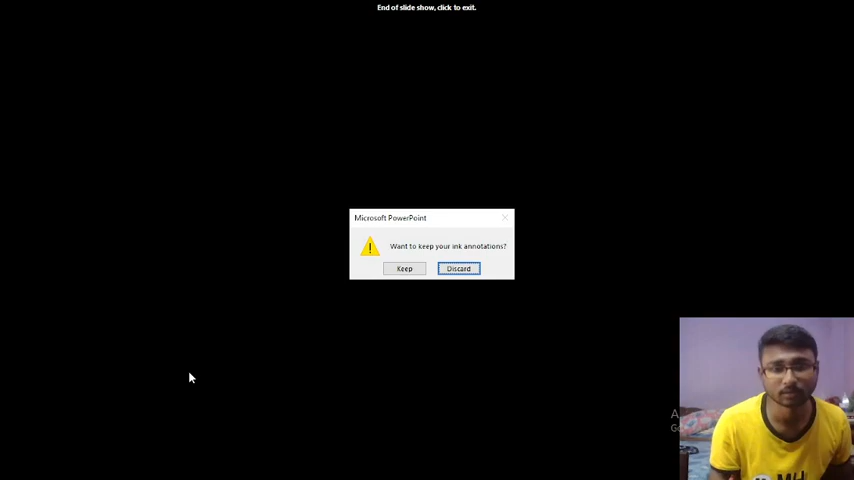 End of slide show, click to exit.
Microsoft PowerPoint
Want to keep your ink annotations?
Keep
Discard